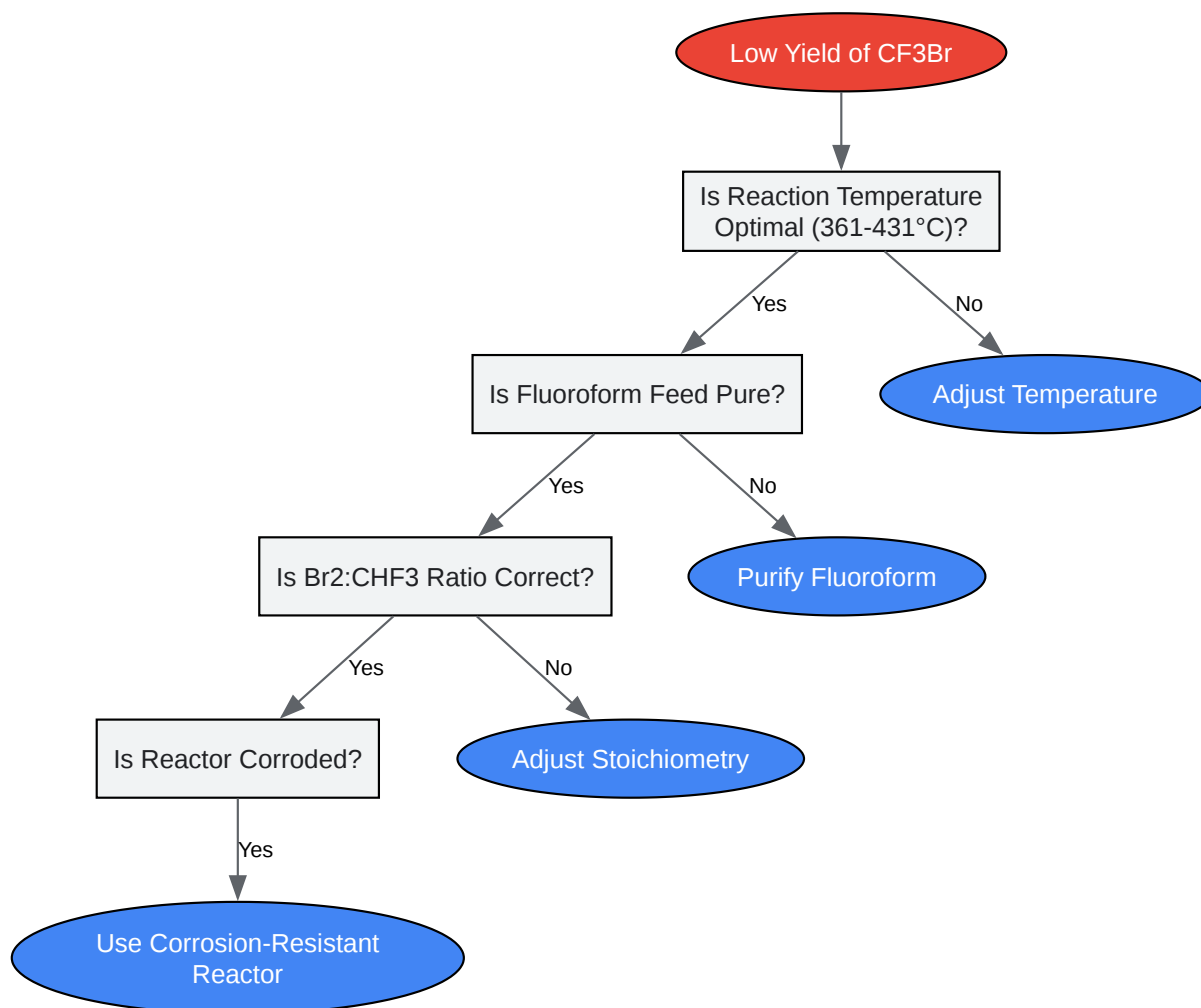 Low Yield of CF3Br
Is Reaction Temperature
Optimal (361-431°C)?
Yes
No
Is Fluoroform Feed Pure?
Adjust Temperature
Yes
No
Is Br2:CHF3 Ratio Correct?
Purify Fluoroform
Yes
No
Is Reactor Corroded?
Adjust Stoichiometry
Yes
Use Corrosion-Resistant
Reactor